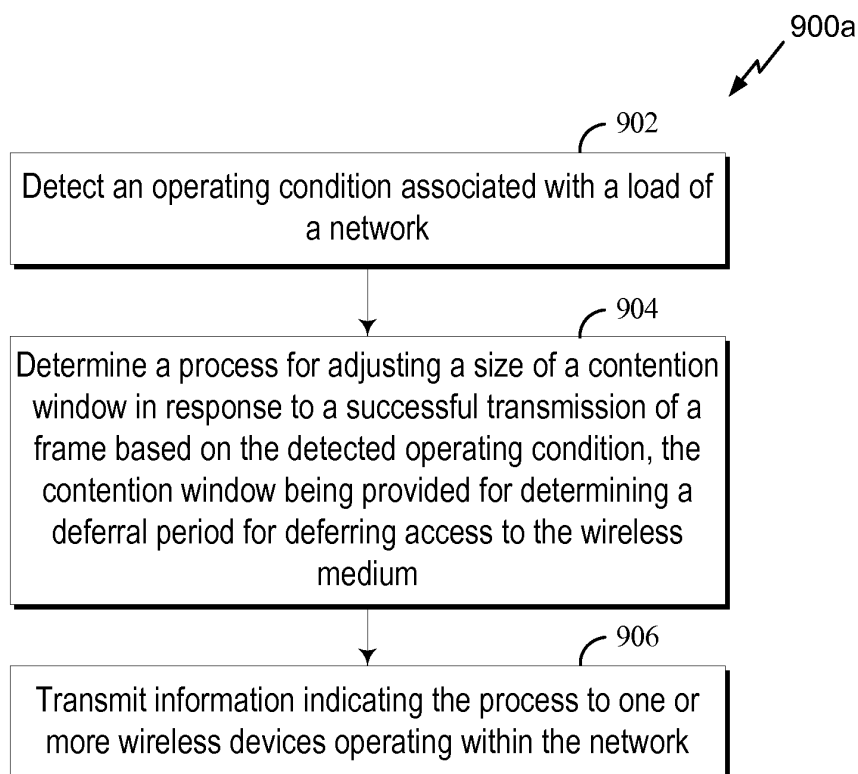 900a
902
Detect an operating condition associated with a load of
a network
904
Determine a process for adjusting a size of a contention
window in response to a successful transmission of a
frame based on the detected operating condition, the
contention window being provided for determining a
deferral period for deferring access to the wireless
medium
906
Transmit information indicating the process to one or
more wireless devices operating within the network